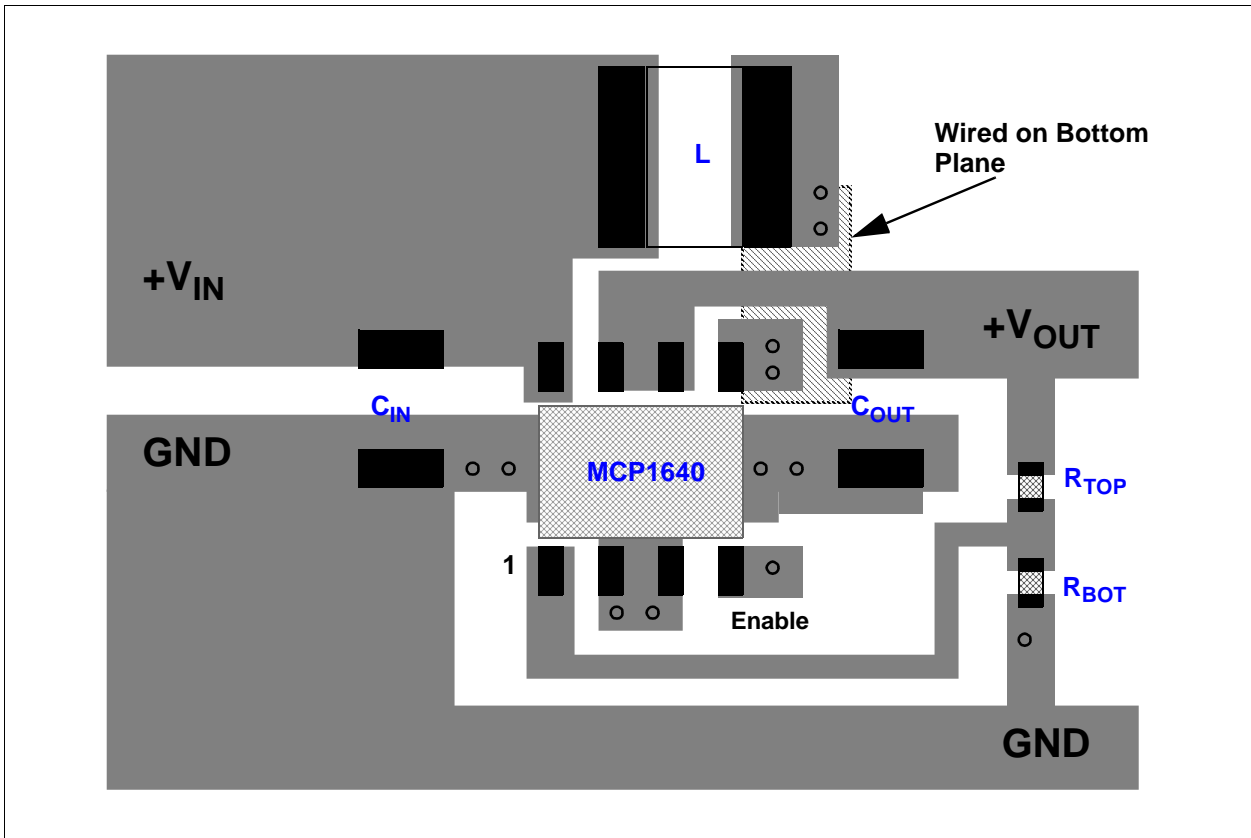 L
Wired on Bottom
Plane
+VIN
+VOUT
CIN
COUT
GND
MCP1640
RTOP
1
RBOT
Enable
GND